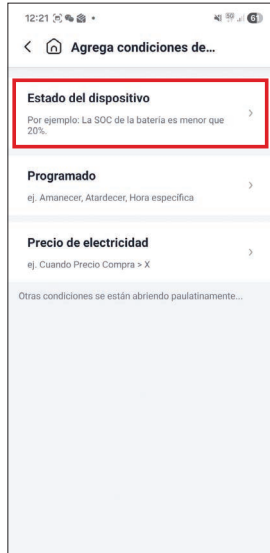 12:21
61
Agrega condiciones de...
Estado del dispositivo
Por ejemplo: La SOC de la batería es menor que
20%.
Programado
ej. Amanecer, Atardecer, Hora específica
Precio de electricidad
ej. Cuando Precio Compra > X
Otras condiciones se están abriendo paulatinamente...